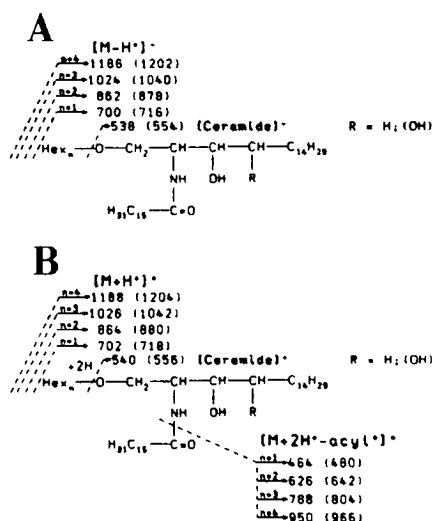 A
[M-H⁺]⁻
n=4 1186 (1202)
n=3 1024 (1040)
n=2 862 (878)
n=1 700 (716)
538 (554) (Ceramide)⁻ R = H; (OH)
Hexₙ—O—CH₂—CH—CH—CH—C₁₄H₂₉
NH OH R
H₃₁C₁₅—C=O
B
[M+H⁺]⁺
n=4 1188 (1204)
n=3 1026 (1042)
n=2 864 (880)
n=1 702 (718)
+2H 540 (556) (Ceramide)⁺ R = H; (OH)
Hexₙ—O—CH₂—CH—CH—CH—C₁₄H₂₉
NH OH R
H₃₁C₁₅—C=O
[M+2H⁺-acyl⁺]⁺
n=1 464 (480)
n=2 626 (642)
n=3 788 (804)
n=4 950 (966)